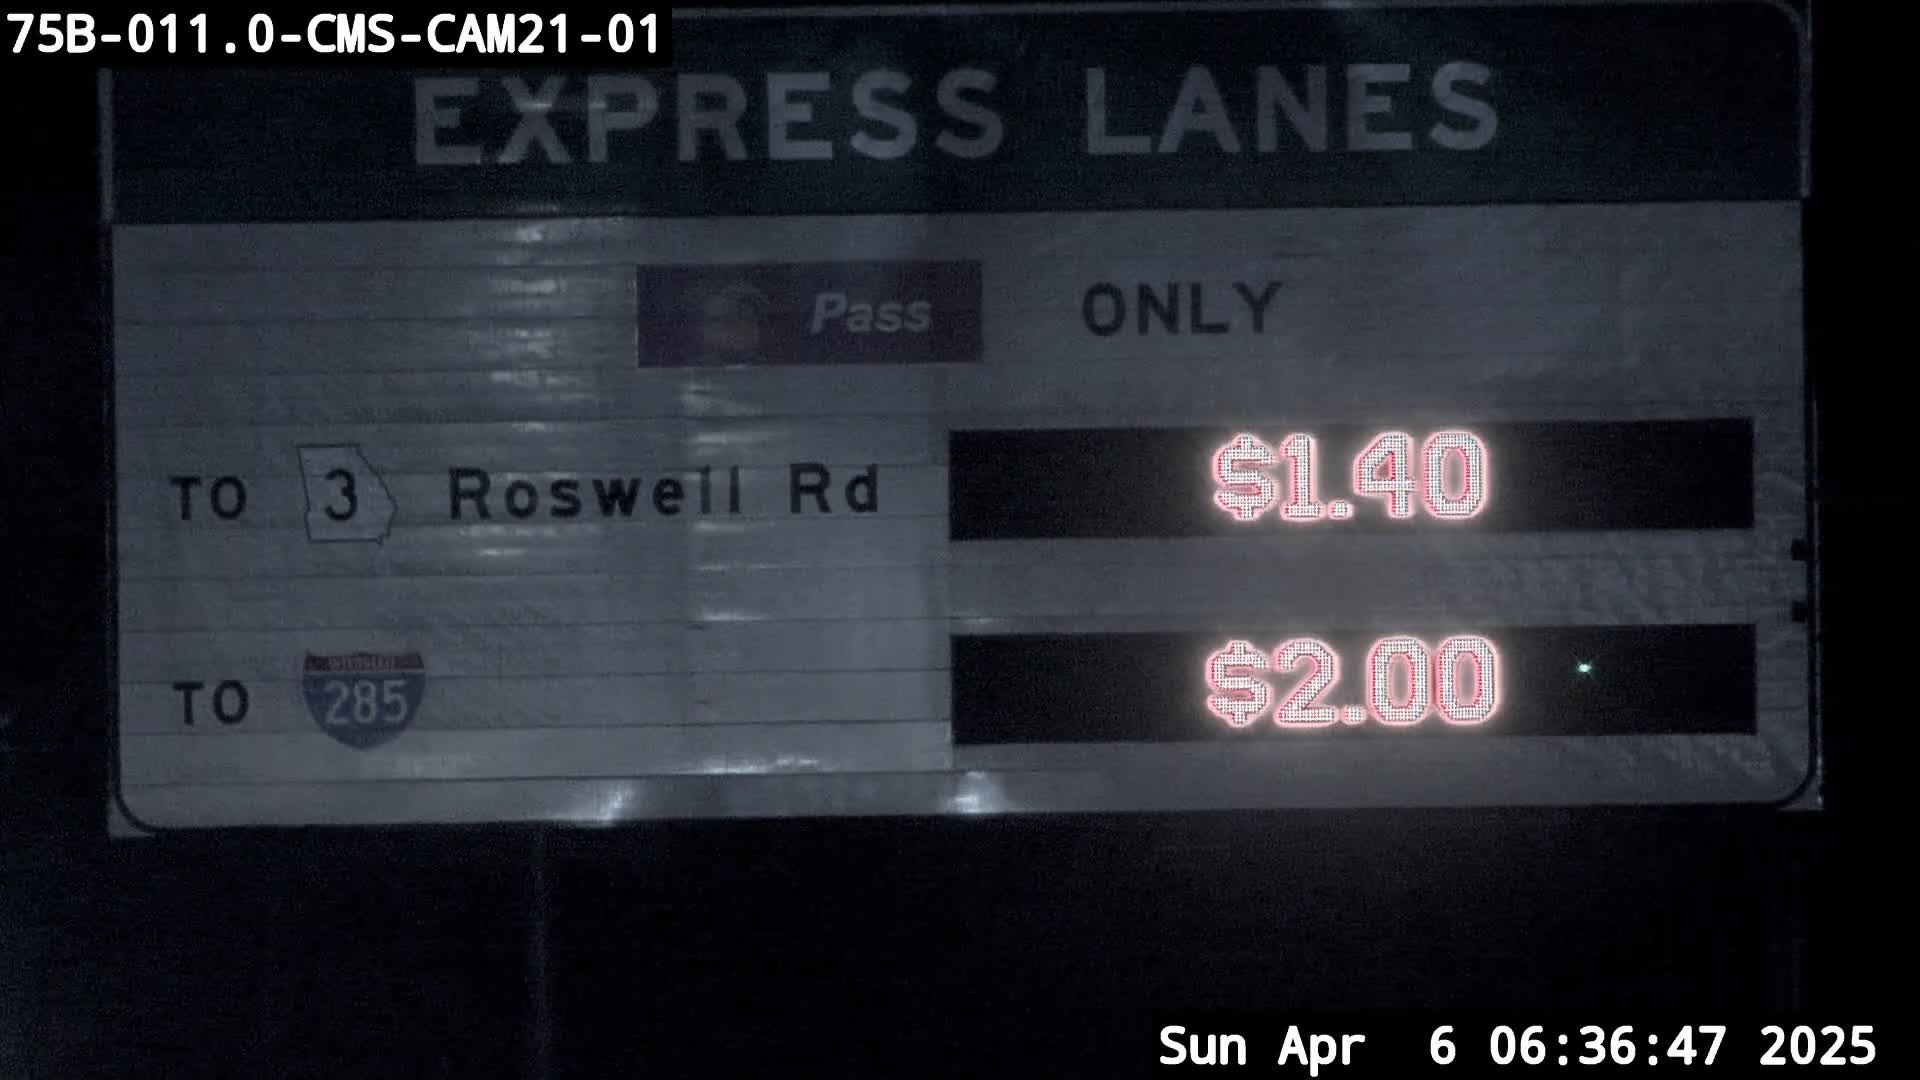 75B-011.0-CMS-CAM21-01
EXPRESS LANES
Pass ONLY
TO 3 Roswell Rd $1.40
INTERSTATE
TO 285 $2.00
Sun Apr 6 06:36:47 2025